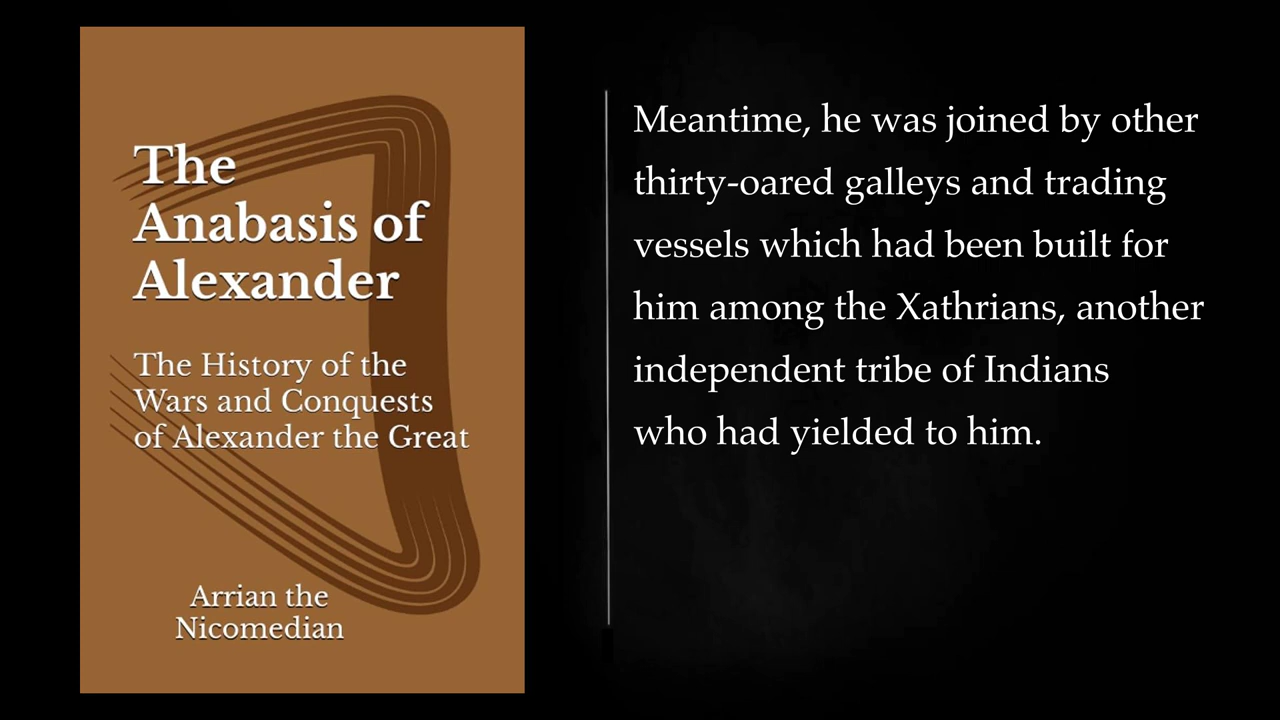 The
Anabasis of
Alexander
The History of the
Wars and Conquests
of Alexander the Great
Arrian the
Nicomedian
Meantime, he was joined by other
thirty-oared galleys and trading
vessels which had been built for
him among the Xathrians, another
independent tribe of Indians
who had yielded to him.